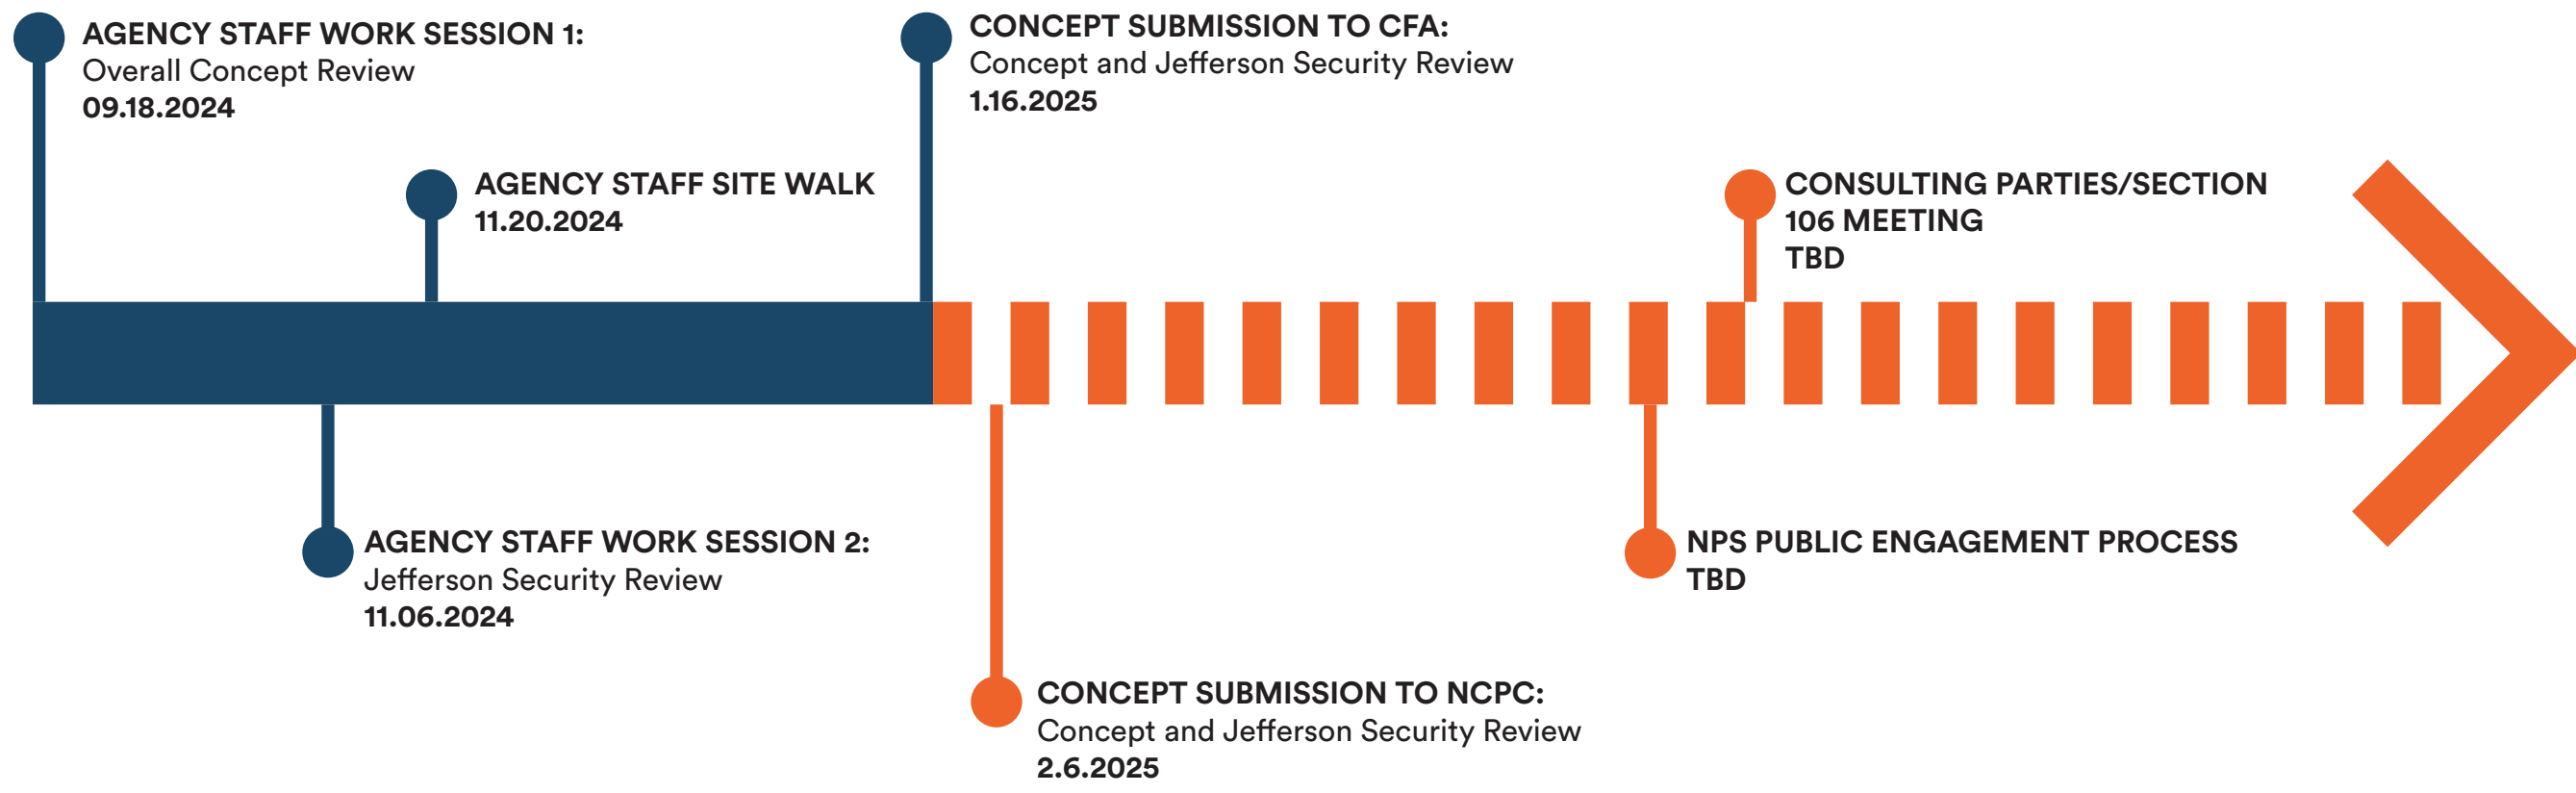 AGENCY STAFF WORK SESSION 1:
Overall Concept Review
09.18.2024
CONCEPT SUBMISSION TO CFA:
Concept and Jefferson Security Review
1.16.2025
AGENCY STAFF SITE WALK
11.20.2024
CONSULTING PARTIES/SECTION
106 MEETING
TBD
AGENCY STAFF WORK SESSION 2:
Jefferson Security Review
11.06.2024
NPS PUBLIC ENGAGEMENT PROCESS
TBD
CONCEPT SUBMISSION TO NCPC:
Concept and Jefferson Security Review
2.6.2025